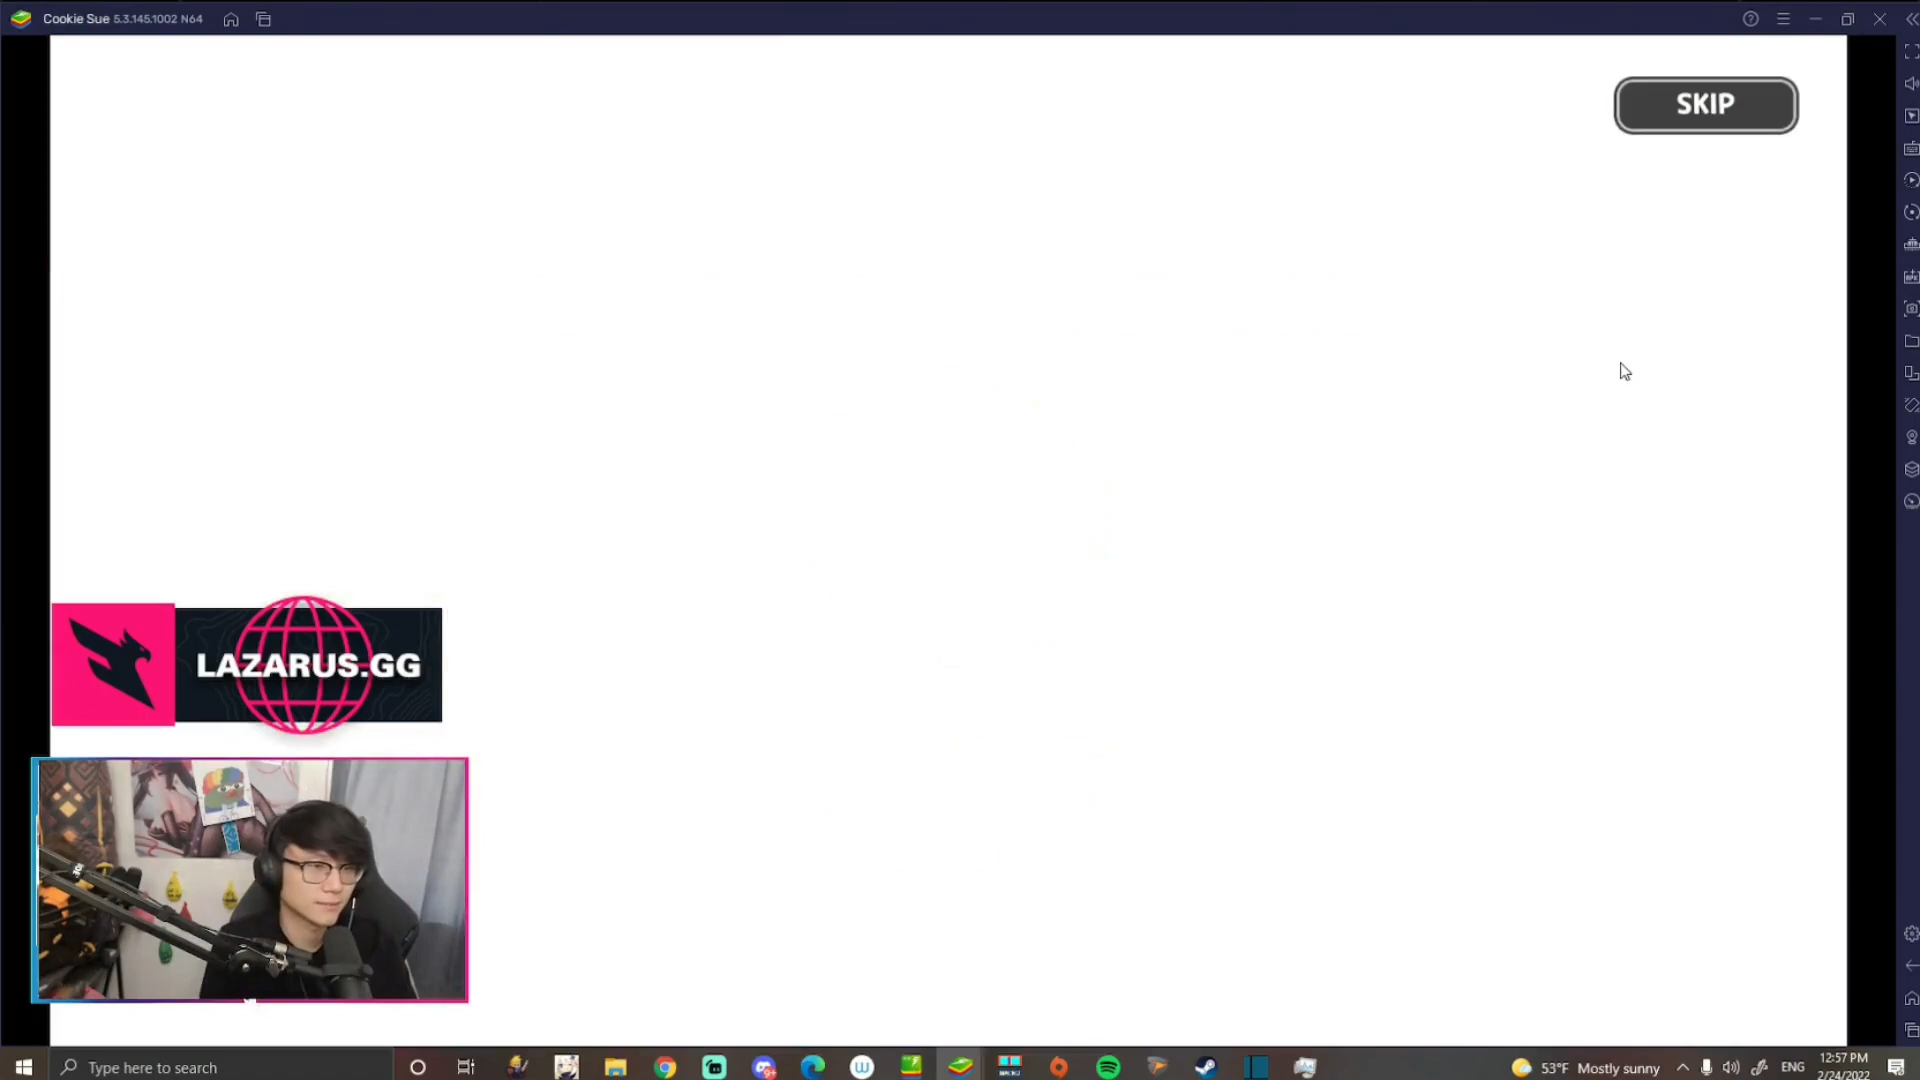 Cookie Sue 5.3.145.1002 N64
SKIP
LAZARUS.GG
Type here to search
9+
53°F Mostly sunny
ENG
12:57 PM
2/24/2022